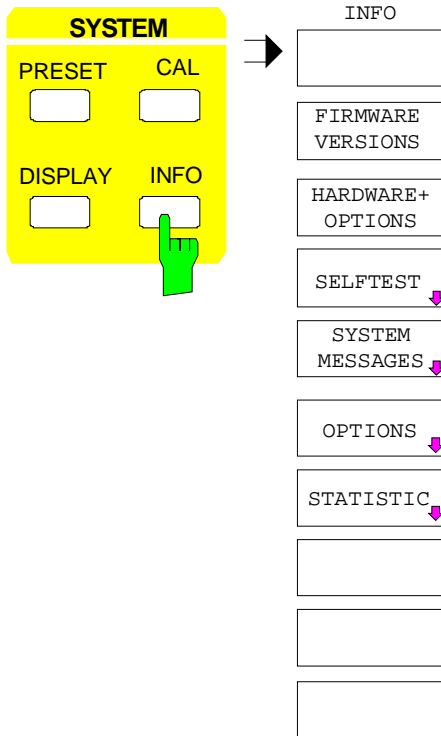 SYSTEM
PRESET CAL
DISPLAY INFO
INFO
FIRMWARE
VERSIONS
HARDWARE+
OPTIONS
SELFTEST
SYSTEM
MESSAGES
OPTIONS
STATISTIC